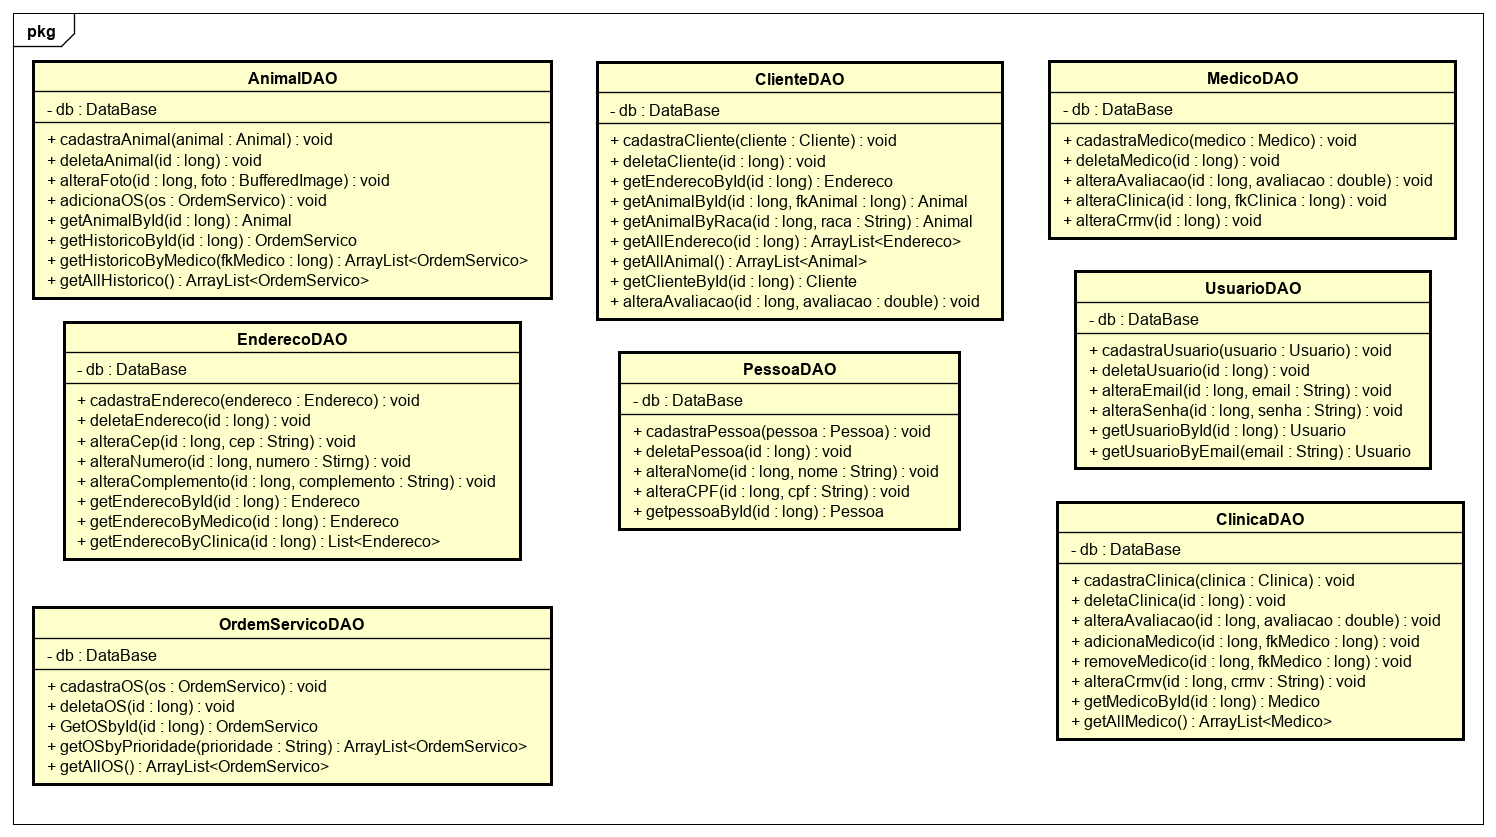 pkg
AnimalDAO
- db : DataBase
+ cadastraAnimal(animal : Animal) : void
+ deletaAnimal(id : long) : void
+ alteraFoto(id : long, foto : BufferedImage) : void
+ adicionaOS(os : OrdemServico) : void
+ getAnimalById(id : long) : Animal
+ getHistoricoById(id : long) : OrdemServico
+ getHistoricoByMedico(fkMedico : long) : ArrayList<OrdemServico>
+ getAllHistorico() : ArrayList<OrdemServico>
ClienteDAO
- db : DataBase
+ cadastraCliente(cliente : Cliente) : void
+ deletaCliente(id : long) : void
+ getEnderecoById(id : long) : Endereco
+ getAnimalById(id : long, fkAnimal : long) : Animal
+ getAnimalByRaca(id : long, raca : String) : Animal
+ getAllEndereco(id : long) : ArrayList<Endereco>
+ getAllAnimal() : ArrayList<Animal>
+ getClienteById(id : long) : Cliente
+ alteraAvaliacao(id : long, avaliacao : double) : void
MedicoDAO
- db : DataBase
+ cadastraMedico(medico : Medico) : void
+ deletaMedico(id : long) : void
+ alteraAvaliacao(id : long, avaliacao : double) : void
+ alteraClinica(id : long, fkClinica : long) : void
+ alteraCrmv(id : long) : void
EnderecoDAO
- db : DataBase
+ cadastraEndereco(endereco : Endereco) : void
+ deletaEndereco(id : long) : void
+ alteraCep(id : long, cep : String) : void
+ alteraNumero(id : long, numero : Stirng) : void
+ alteraComplemento(id : long, complemento : String) : void
+ getEnderecoById(id : long) : Endereco
+ getEnderecoByMedico(id : long) : Endereco
+ getEnderecoByClinica(id : long) : List<Endereco>
PessoaDAO
- db : DataBase
+ cadastraPessoa(pessoa : Pessoa) : void
+ deletaPessoa(id : long) : void
+ alteraNome(id : long, nome : String) : void
+ alteraCPF(id : long, cpf : String) : void
+ getpessoaById(id : long) : Pessoa
UsuarioDAO
- db : DataBase
+ cadastraUsuario(usuario : Usuario) : void
+ deletaUsuario(id : long) : void
+ alteraEmail(id : long, email : String) : void
+ alteraSenha(id : long, senha : String) : void
+ getUsuarioById(id : long) : Usuario
+ getUsuarioByEmail(email : String) : Usuario
OrdemServicoDAO
- db : DataBase
+ cadastraOS(os : OrdemServico) : void
+ deletaOS(id : long) : void
+ GetOSbyId(id : long) : OrdemServico
+ getOSbyPrioridade(prioridade : String) : ArrayList<OrdemServico>
+ getAllOS() : ArrayList<OrdemServico>
ClinicaDAO
- db : DataBase
+ cadastraClinica(clinica : Clinica) : void
+ deletaClinica(id : long) : void
+ alteraAvaliacao(id : long, avaliacao : double) : void
+ adicionaMedico(id : long, fkMedico : long) : void
+ removeMedico(id : long, fkMedico : long) : void
+ alteraCrmv(id : long, crmv : String) : void
+ getMedicoById(id : long) : Medico
+ getAllMedico() : ArrayList<Medico>